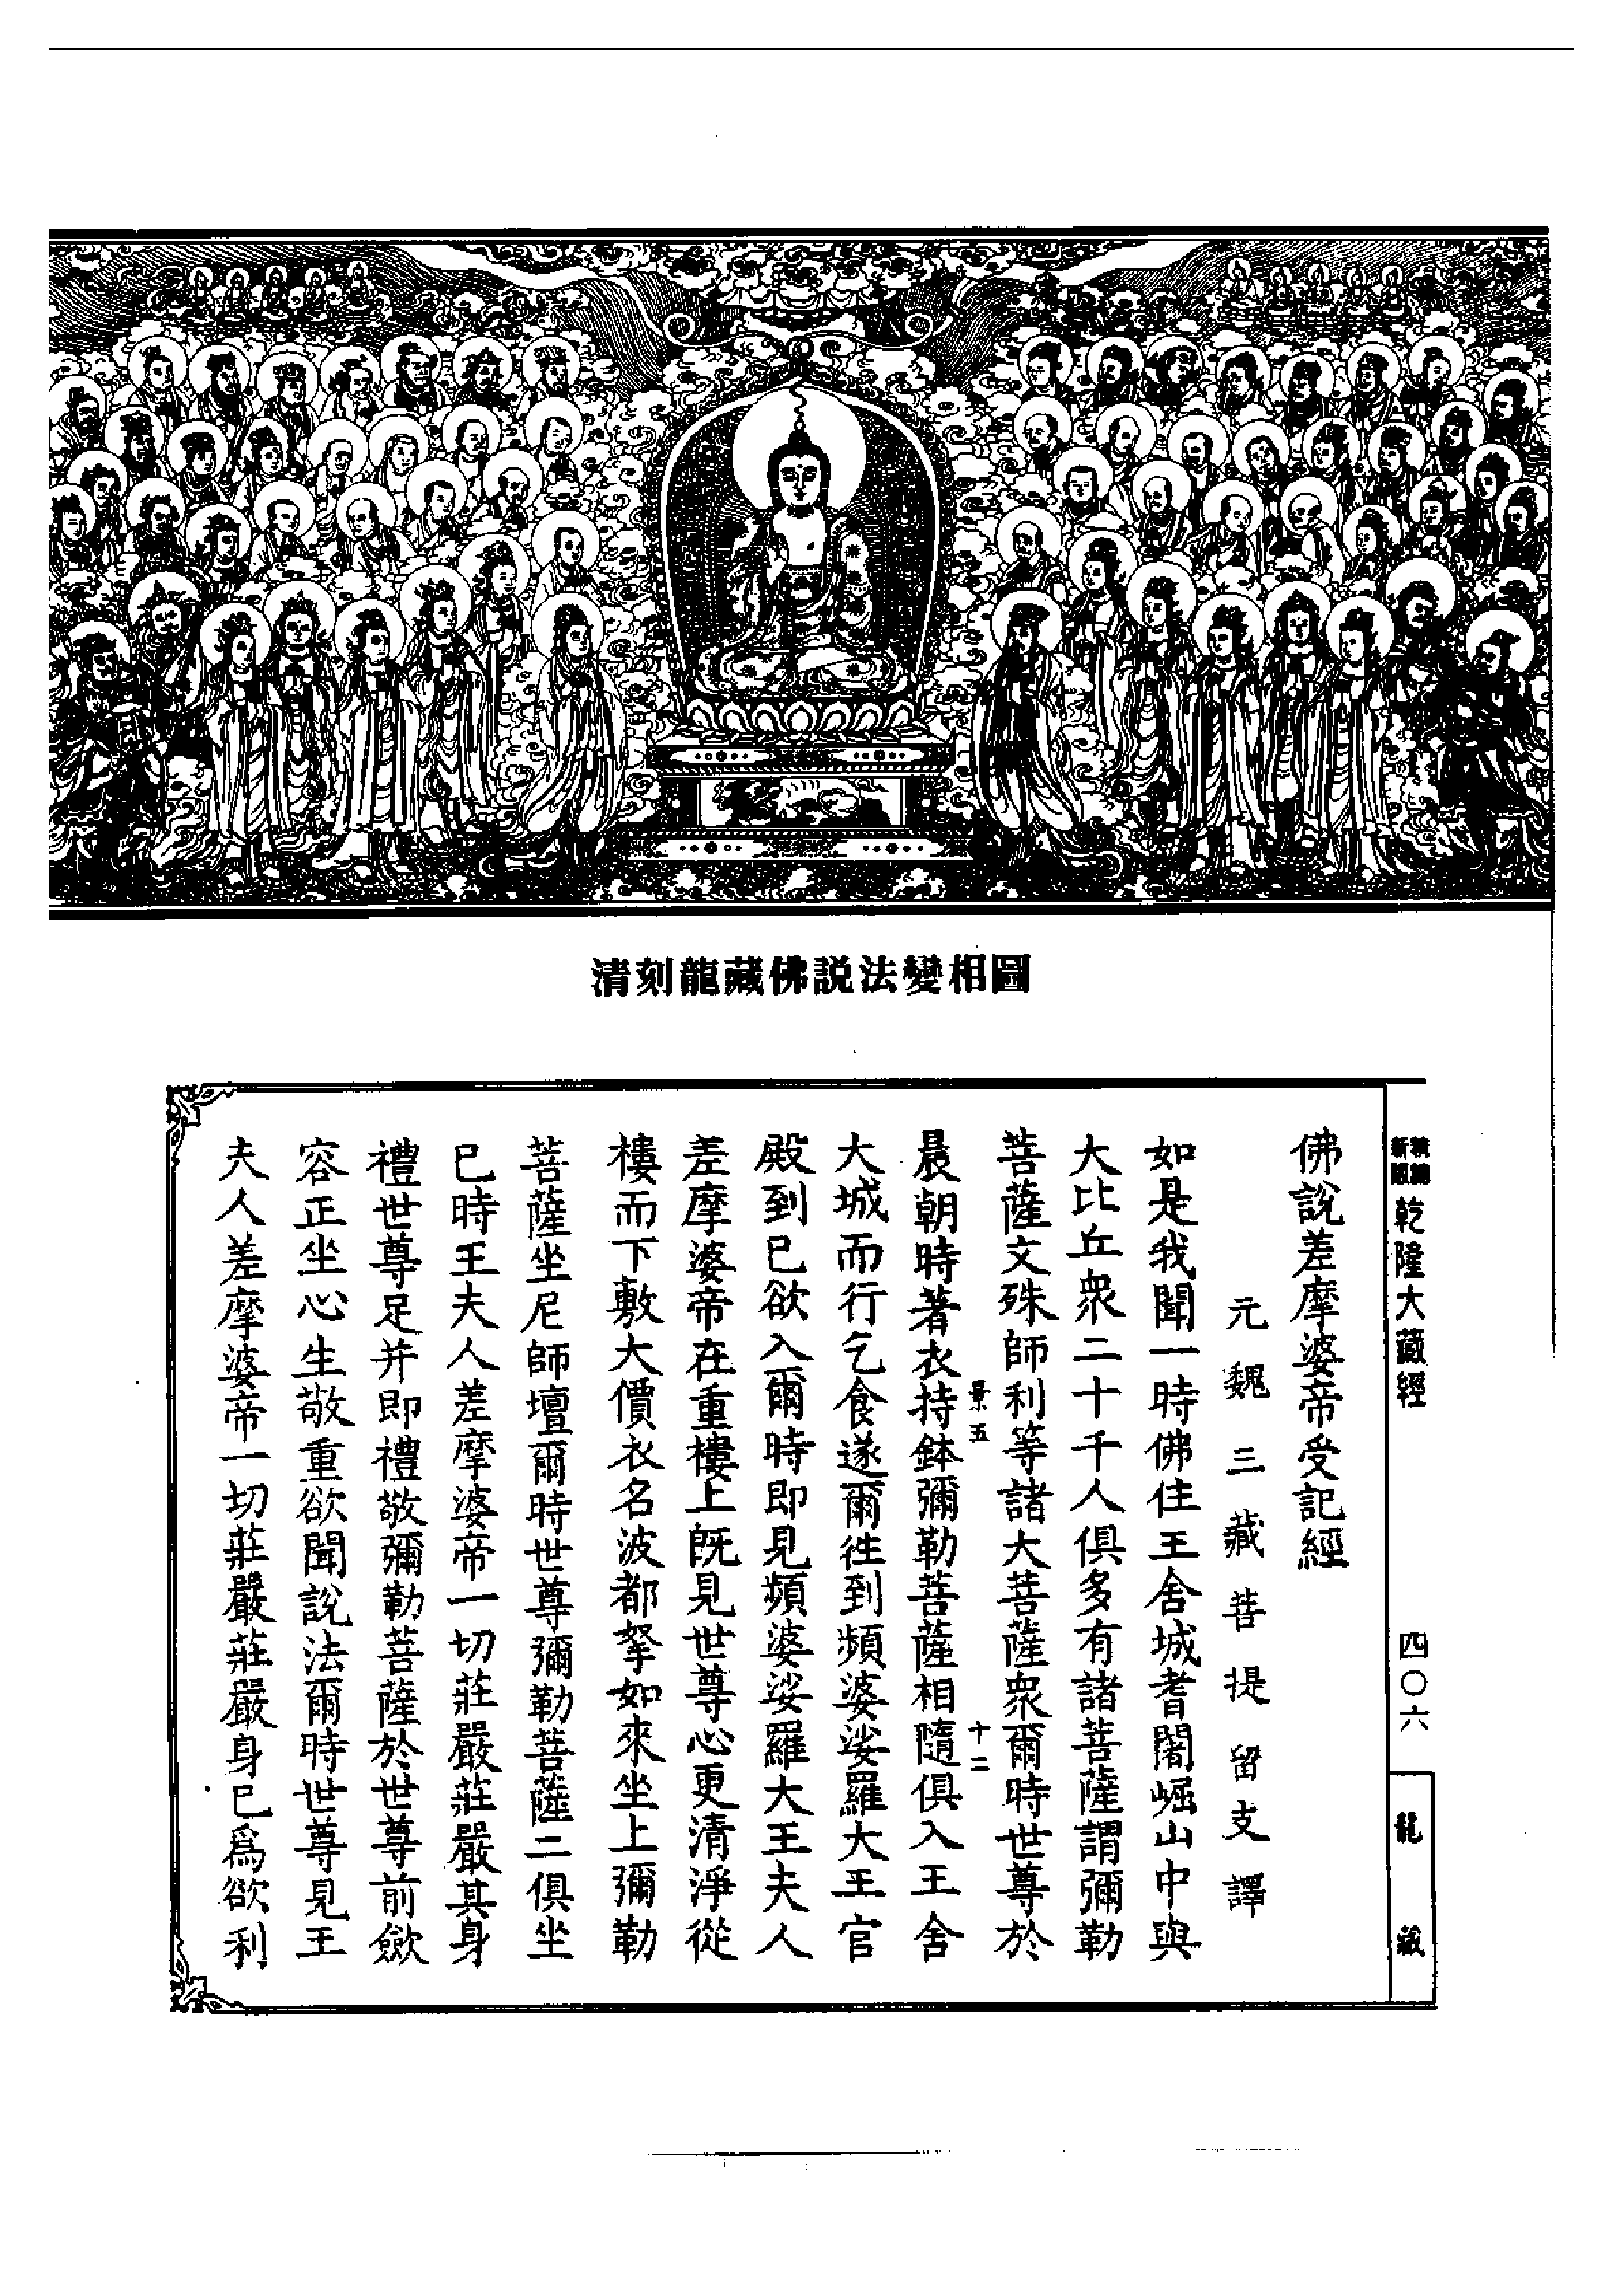 清刻龍藏佛説法變相圖
新版 精縮
乾隆大藏經
四〇六
龍藏
佛說差摩婆帝受記經
元魏三藏菩提留支譯
如是我聞一時佛住王舍城耆闍崛山中與
大比丘衆二十千人俱多有諸菩薩謂彌勒
菩薩文殊師利等諸大菩薩衆爾時世尊於
景五 十二
晨朝時著衣持鉢彌勒菩薩相隨俱入王舍
大城而行乞食遂爾往到頻婆娑羅大王官
殿到已欲入爾時即見頻婆娑羅大王夫人
差摩婆帝在重樓上旣見世尊心更清淨從
樓而下敷大價衣名波都拏如來坐上彌勒
菩薩坐尼師壇爾時世尊彌勒菩薩二俱坐
已時王夫人差摩婆帝一切莊嚴莊嚴其身
禮世尊足并即禮敬彌勒菩薩於世尊前斂
容正坐心生敬重欲聞說法爾時世尊見王
夫人差摩婆帝一切莊嚴莊嚴身已爲欲利